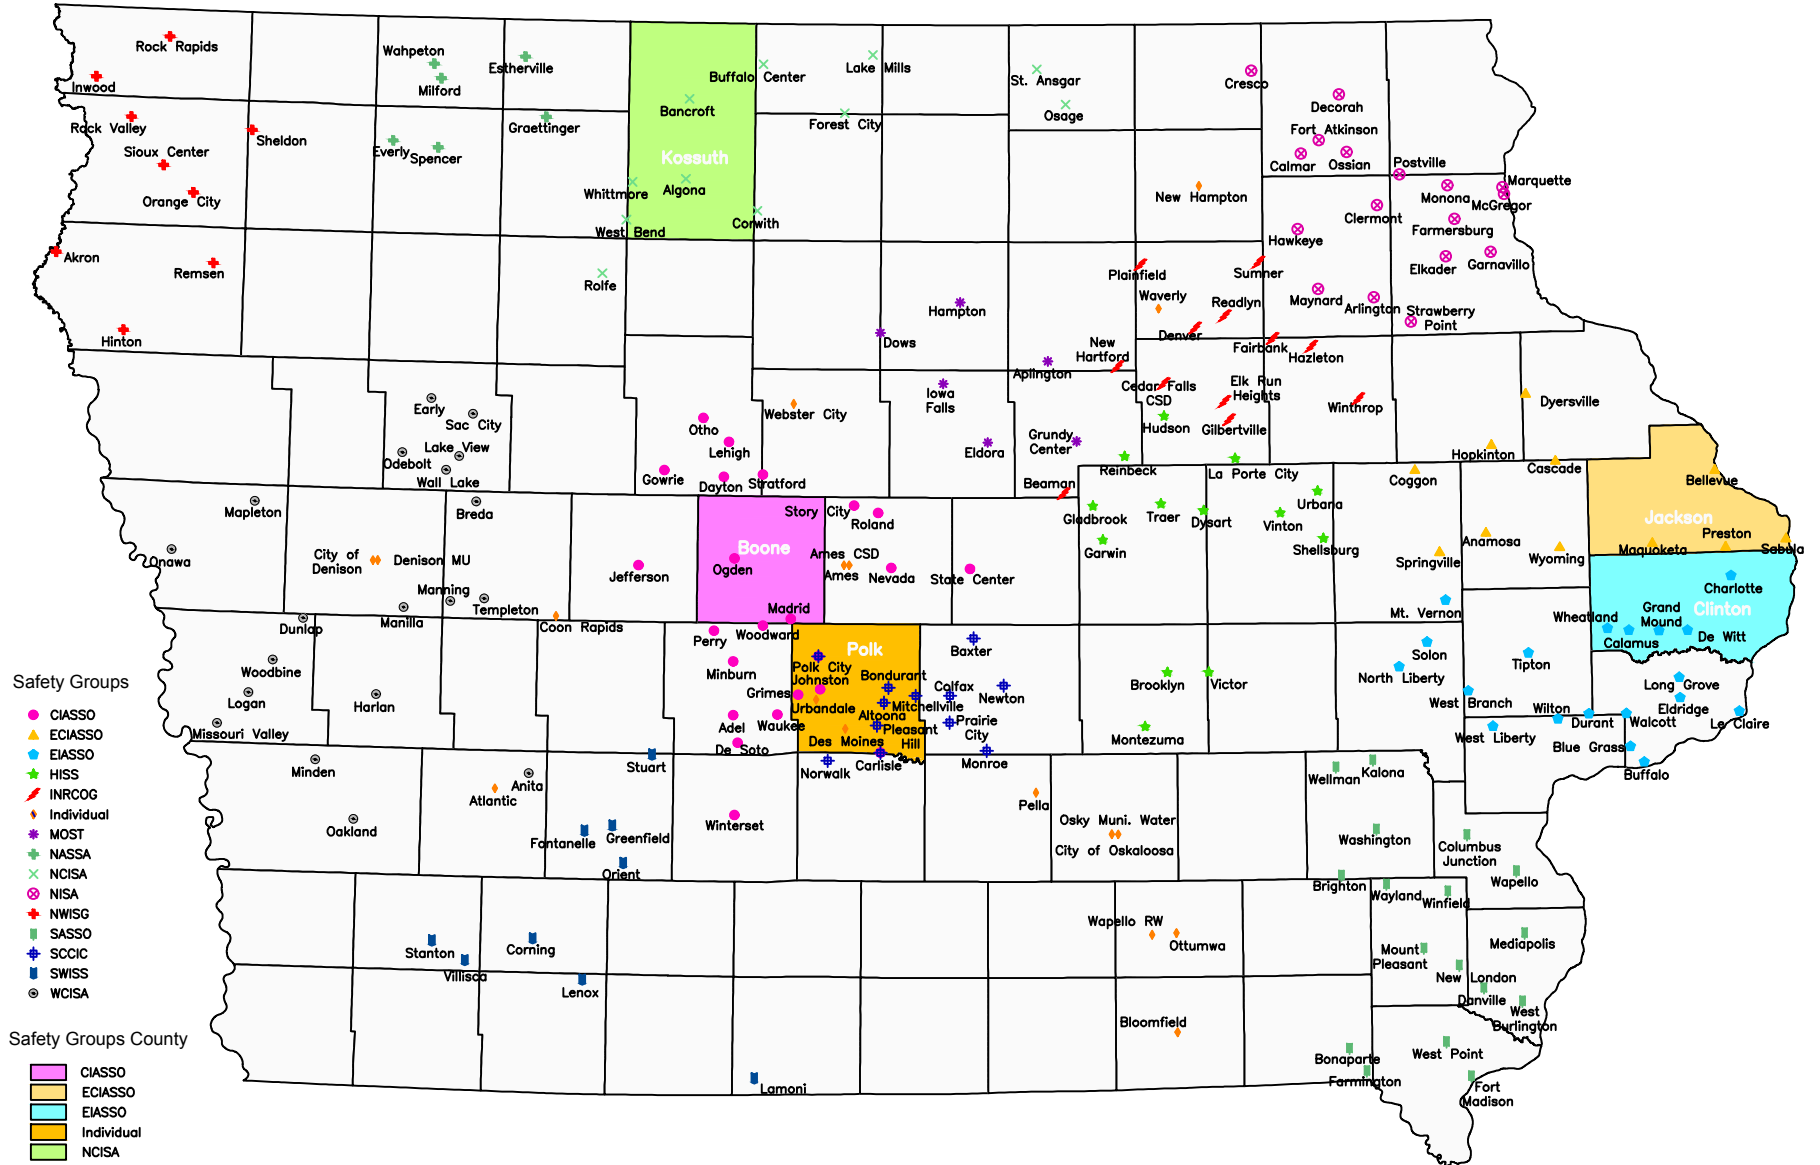 Rock Rapids
Inwood
Wahpeton
Milford
Estherville
Buffalo Center
Lake Mills
St. Ansgar
Cresco
Decorah
Rock Valley
Sheldon
Sioux Center
Orange City
Everly
Spencer
Graettinger
Bancroft
Forest City
Osage
Fort Atkinson
Calmar
Ossian
Postville
Kossuth
Whittmore
Algona
West Bend
Corwith
New Hampton
Marquette
Monona
McGregor
Clermont
Farmersburg
Hawkeye
Elkader
Garnavillo
Akron
Remsen
Hinton
Rolfe
Hampton
Dows
Plainfield
Sumner
Waverly
Readlyn
Denver
Maynard
Arlington
Strawberry
Point
New
Hartford
Fairbank
Hazleton
Aplington
Cedar Falls
CSD
Elk Run
Heights
Winthrop
Dyersville
Early
Sac City
Lake View
Odebolt
Wall Lake
Otho
Lehigh
Gowrie
Dayton
Stratford
Webster City
Iowa
Falls
Eldora
Grundy
Center
Hudson
Gilbertville
Reinbeck
La Porte City
Hopkinton
Cascade
Coggon
Bellevue
Mapleton
Breda
Story City
Roland
Beaman
Gladbrook
Traer
Dysart
Urbana
Vinton
Garwin
Shellsburg
Jackson
Anamosa
Preston
Maquoketa
Sabula
Springville
Wyoming
Onawa
City of
Denison
Denison MU
Manning
Templeton
Manilla
Jefferson
Boone
Ogden
Ames CSD
Ames
Nevada
State Center
Mt. Vernon
Charlotte
Wheatland
Grand
Mound
Clinton
Calamus
De Witt
Dunlap
Coon Rapids
Madrid
Perry
Woodward
Polk
Baxter
Woodbine
Minburn
Polk City
Johnston
Grimes
Bondurant
Colfax
Newton
Mitchellville
Brooklyn
Victor
Solon
North Liberty
Tipton
Long Grove
Logan
Harlan
Adel
Waukee
Urbandale
Altoona
Prairie
City
Pleasant
Hill
Des Moines
Montezuma
West Branch
Wilton
Durant
Walcott
Eldridge
Le Claire
West Liberty
Blue Grass
Buffalo
Missouri Valley
De Soto
Norwalk
Carlisle
Monroe
Minden
Anita
Atlantic
Stuart
Wellman
Kalona
Oakland
Fontanelle
Greenfield
Orient
Winterset
Pella
Osky Muni. Water
City of Oskaloosa
Washington
Columbus
Junction
Wapello
Brighton
Wayland
Winfield
Stanton
Villisca
Corning
Lenox
Wapello RW
Ottumwa
Mount
Pleasant
Mediapolis
New London
Danville
West
Burlington
Bloomfield
Bonaparte
West Point
Farmington
Fort
Madison
Lamoni
Safety Groups
CIASSO
ECIASSO
EIASSO
HISS
INRCOG
Individual
MOST
NASSA
NCISA
NISA
NWISG
SASSO
SCCIC
SWISS
WCISA
Safety Groups County
CIASSO
ECIASSO
EIASSO
Individual
NCISA